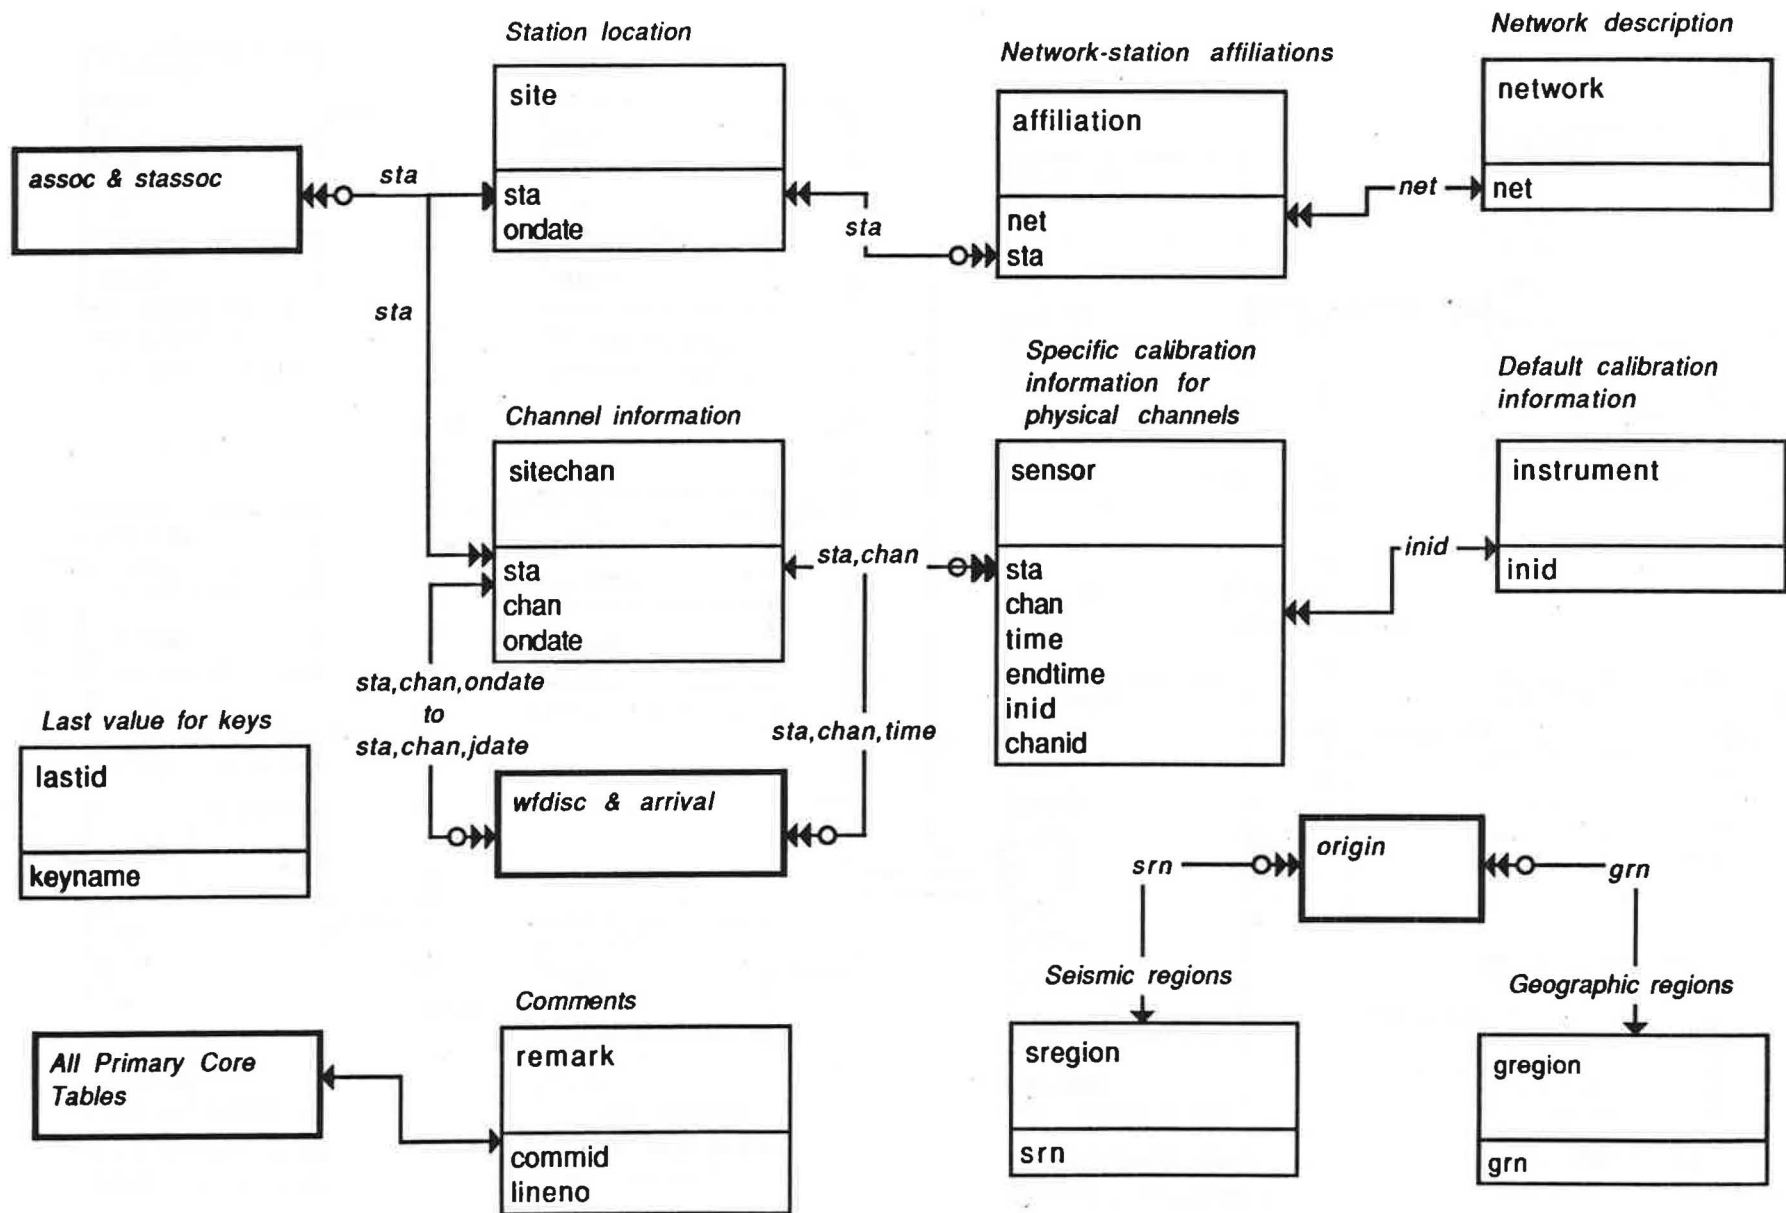 Station location
site
sta
ondate
assoc & stassoc
sta
sta
Network-station affiliations
affiliation
net
sta
sta
Network description
network
net
net
Channel information
sitechan
sta
chan
ondate
sta,chan
Specific calibration
information for
physical channels
sensor
sta
chan
time
endtime
inid
chanid
Default calibration
information
instrument
inid
inid
sta,chan,ondate
to
sta,chan,jdate
sta,chan,time
wfdisc & arrival
Last value for keys
lastid
keyname
origin
srn
grn
Seismic regions
sregion
srn
Geographic regions
gregion
grn
All Primary Core
Tables
Comments
remark
commid
lineno